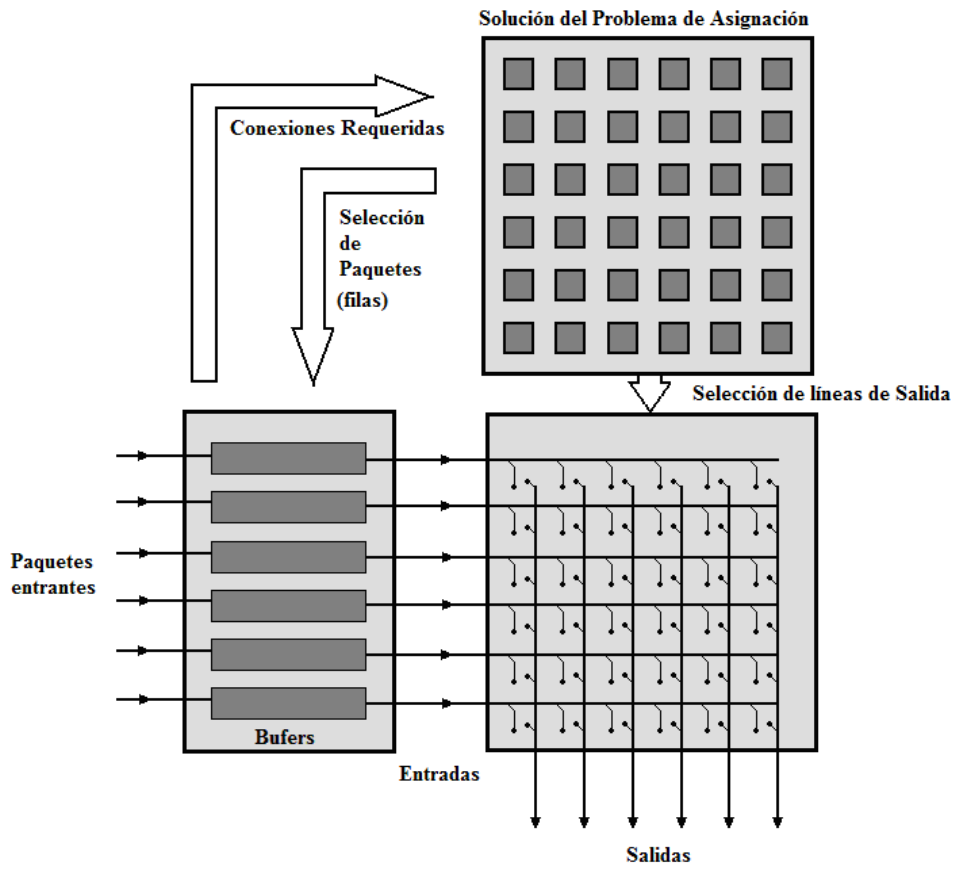 Solución del Problema de Asignación
Conexiones Requeridas
Selección
de
Paquetes
(filas)
Selección de líneas de Salida
Paquetes
entrantes
Bufers
Entradas
Salidas